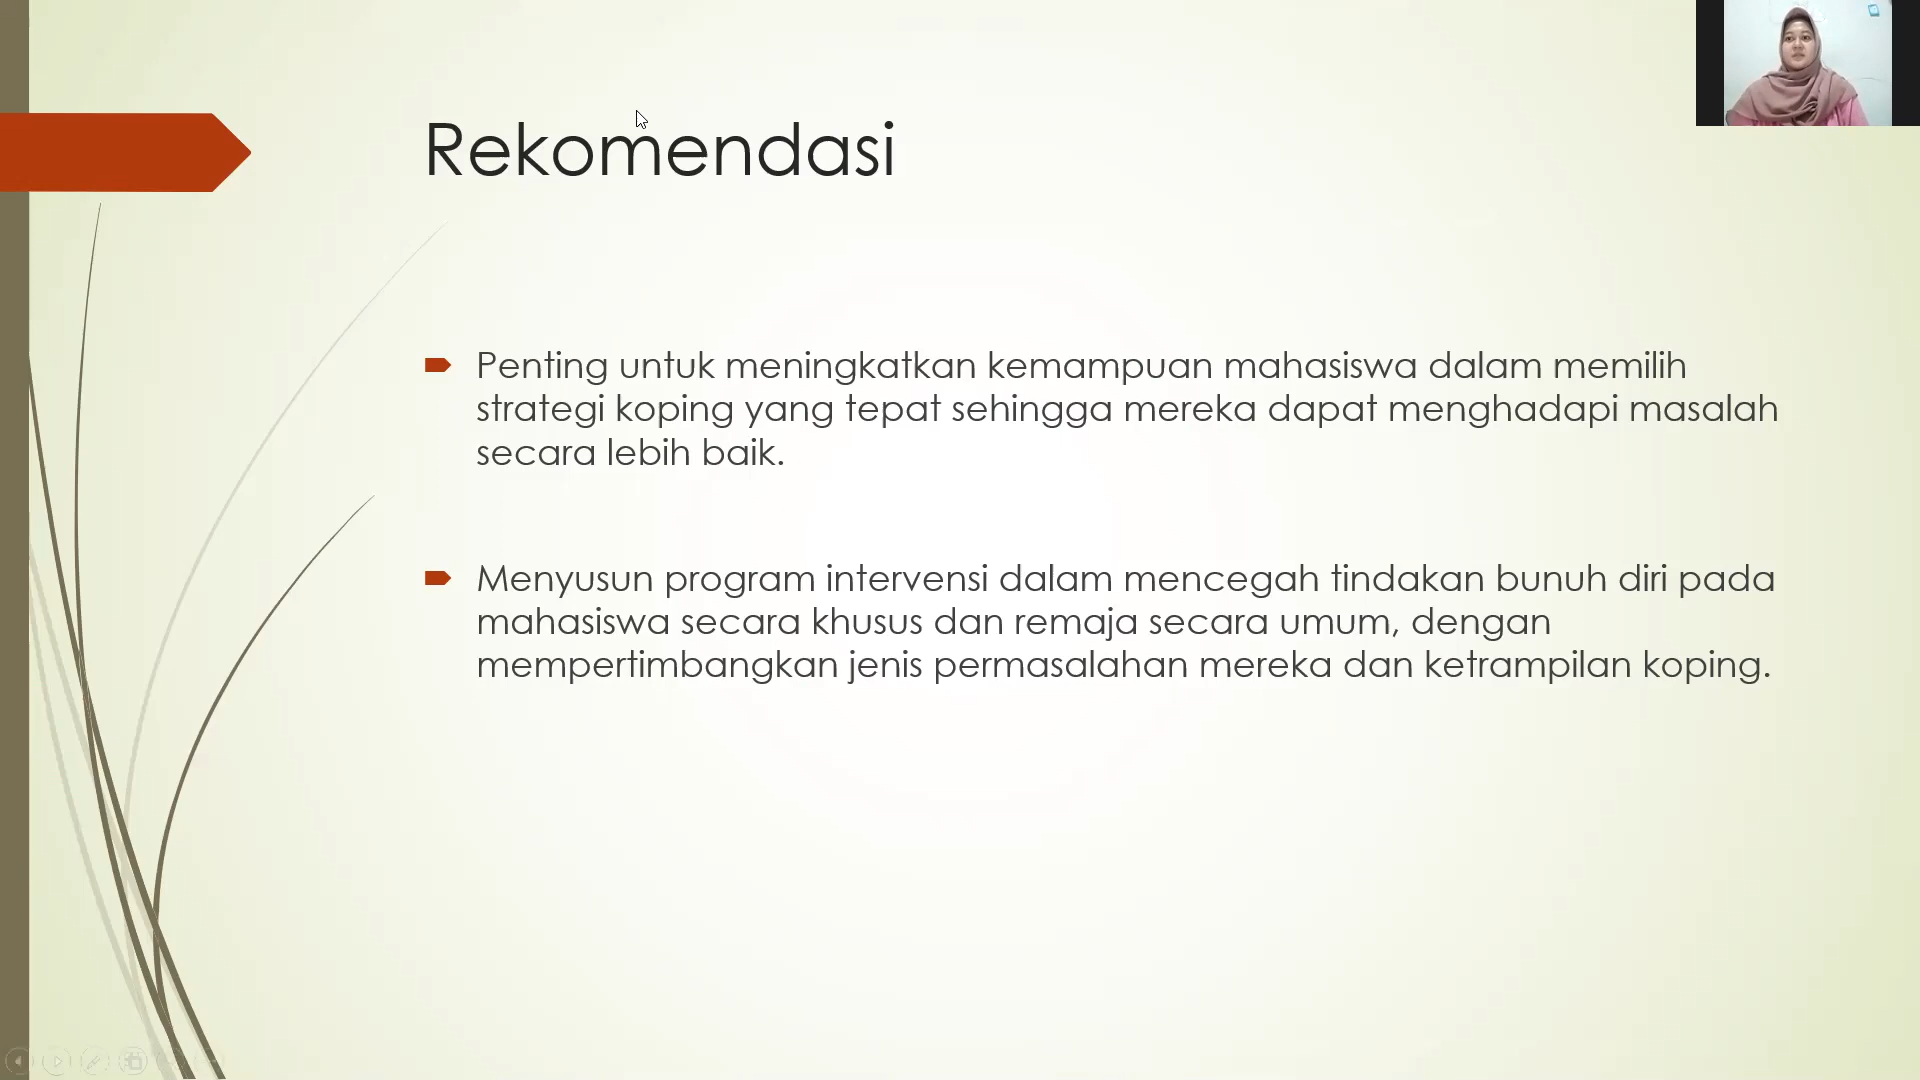 Rekomendasi
Penting untuk meningkatkan kemampuan mahasiswa dalam memilih
strategi koping yang tepat sehingga mereka dapat menghadapi masalah
secara lebih baik.
Menyusun program intervensi dalam mencegah tindakan bunuh diri pada
mahasiswa secara khusus dan remaja secara umum, dengan
mempertimbangkan jenis permasalahan mereka dan ketrampilan koping.